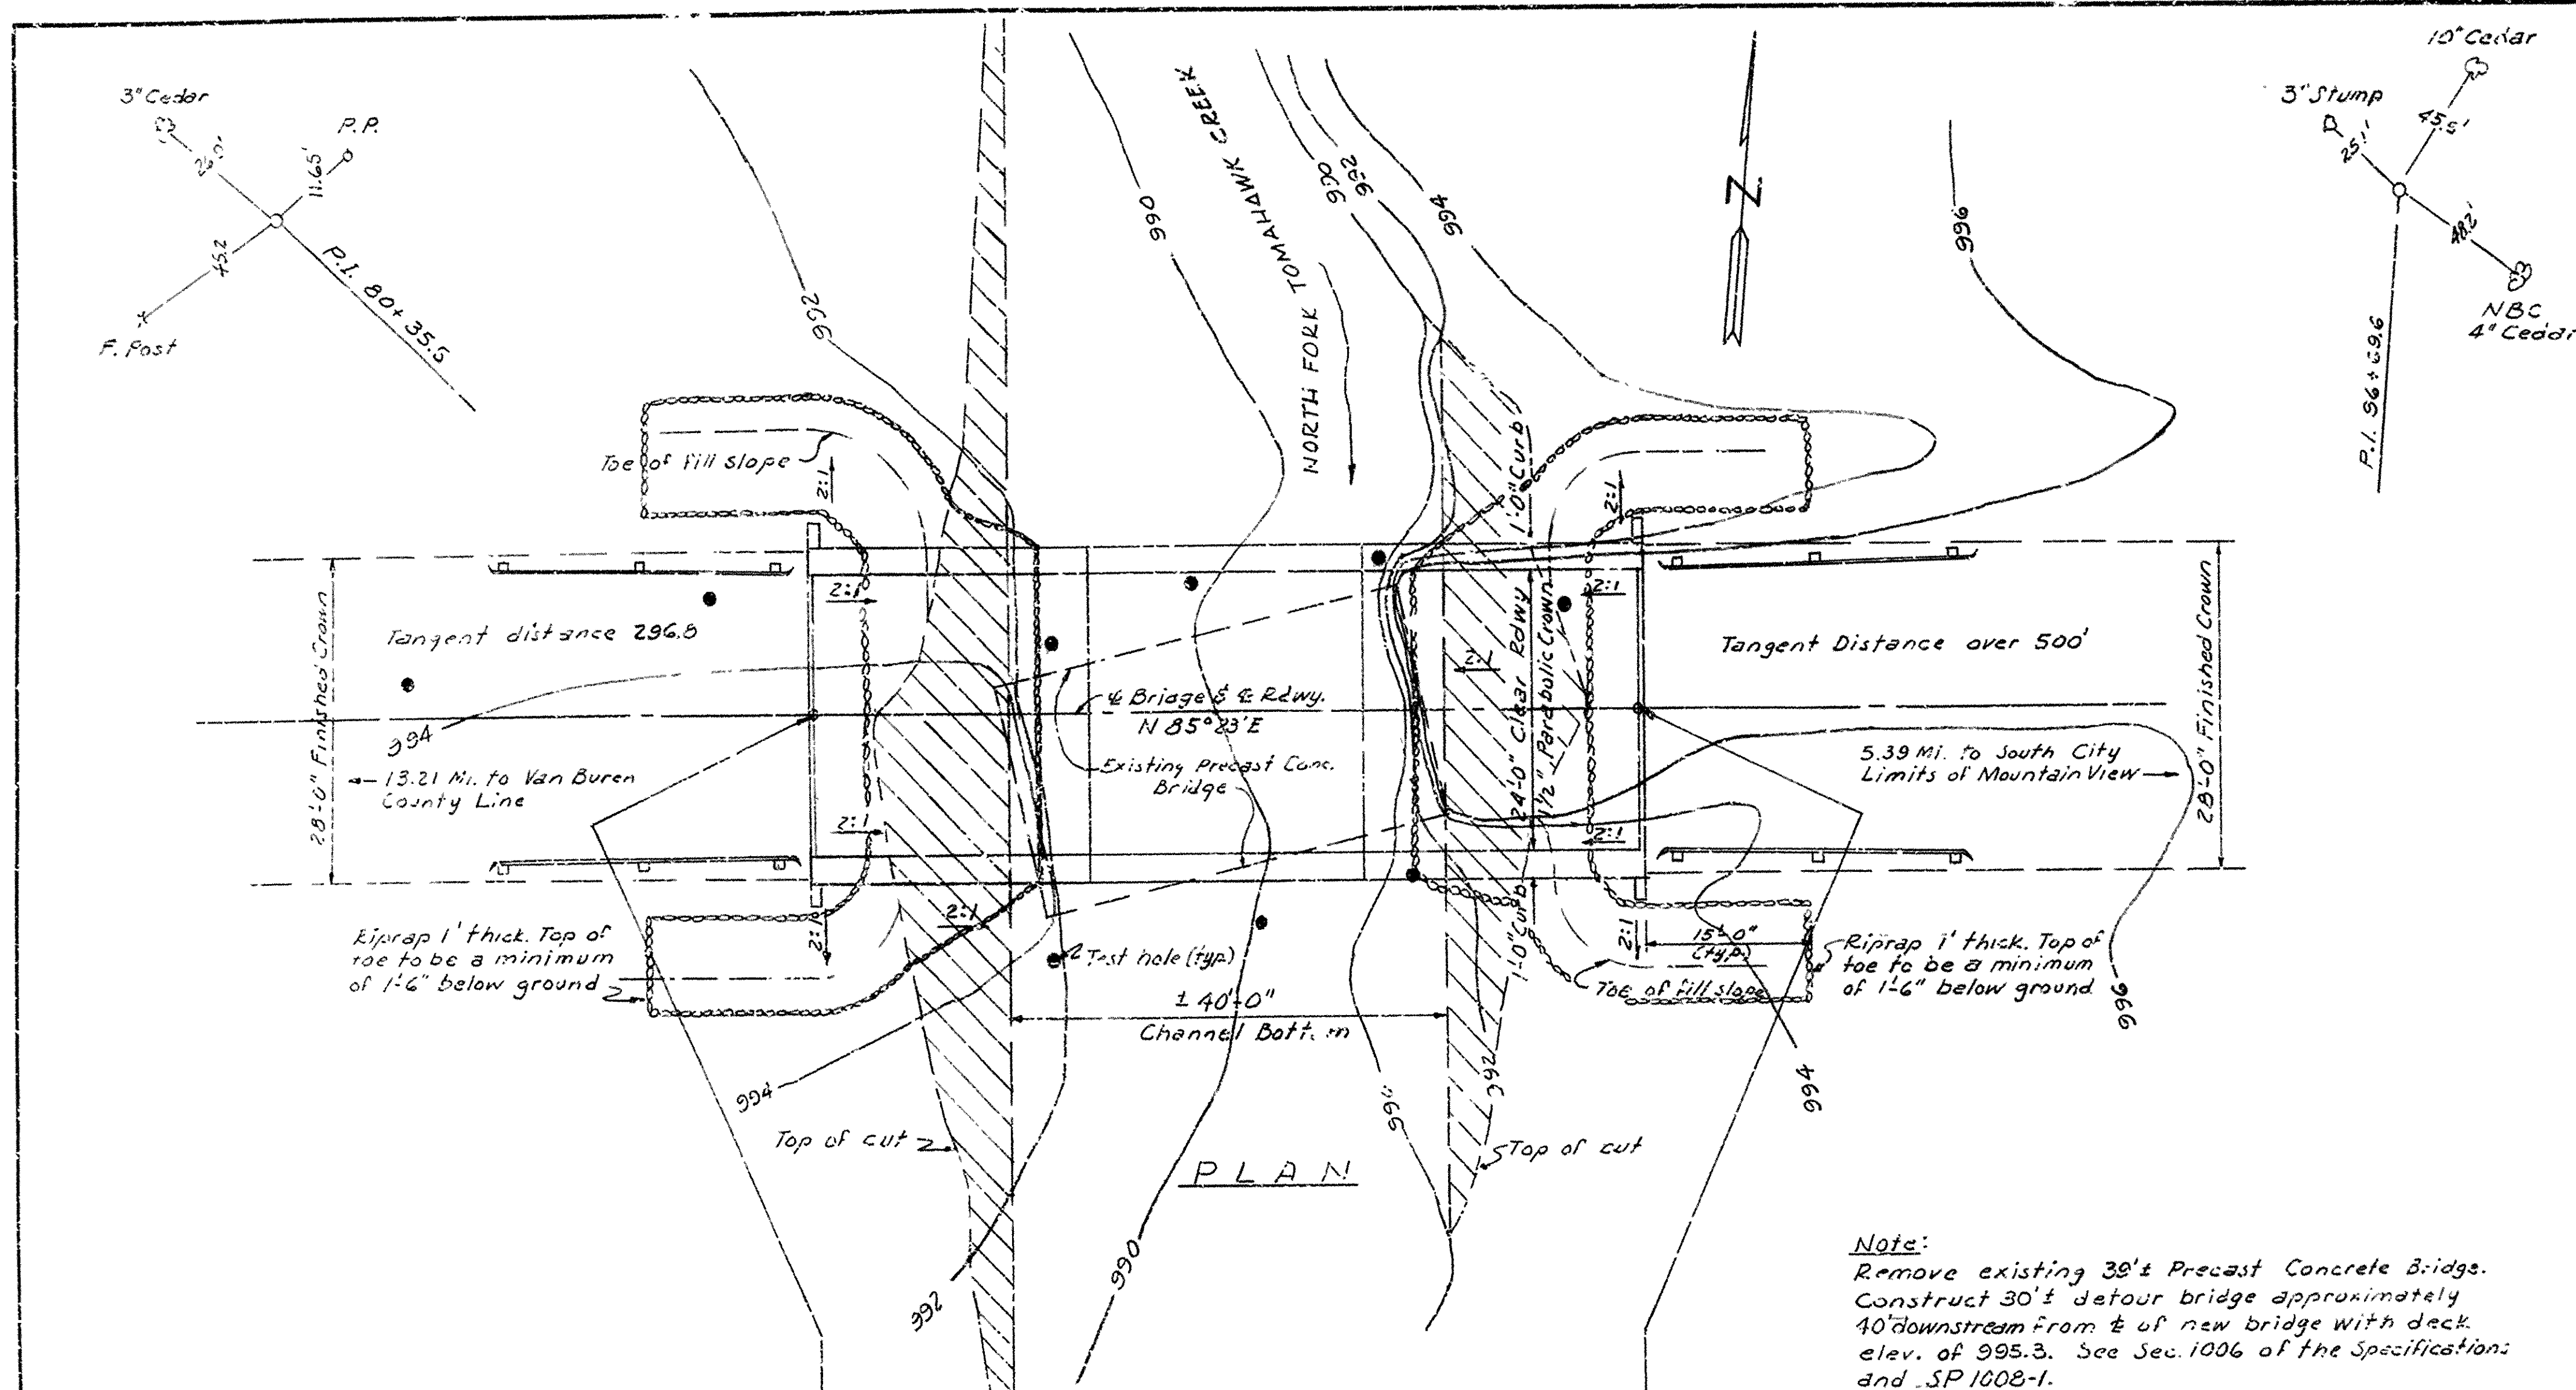 3" Cedar
P.P.
26.0'
11.65'
45.2
P.I. 80+35.5
F. Post
10" Cedar
3" Stump
45.5'
25.1'
48.2'
NBC
4" Cedar
P.I. 96+69.6
NORTH FORK TOMAHAWK CREEK
N
992
990
990
992
994
996
Toe of fill slope
2:1
2:1
1'-0" Curb
2:1
2:1
2:1
28'-0" Finished Crown
Tangent distance 296.8
24'-0" Clear Rdwy
1 1/2" Parabolic Crown
Tangent Distance over 500'
28'-0" Finished Crown
℄ Bridge & ℄ Rdwy.
N 85°23'E
994
13.21 Mi. to Van Buren
County Line
Existing Precast Conc.
Bridge
5.39 Mi. to South City
Limits of Mountain View
2:1
2:1
2:1
2:1
2:1
1'-0" Curb
15'-0"
(typ.)
Riprap 1' thick. Top of
toe to be a minimum
of 1'-6" below ground
Test hole (typ)
Toe of fill slope
Riprap 1' thick. Top of
toe to be a minimum
of 1'-6" below ground
± 40'-0"
Channel Bottom
994
990
992
994
996
Top of cut
Top of cut
PLAN
992
990
Note:
Remove existing 39'± Precast Concrete Bridge.
Construct 30'± detour bridge approximately
40' downstream from ℄ of new bridge with deck
elev. of 995.3. See Sec. 1006 of the Specifications
and SP 1008-1.